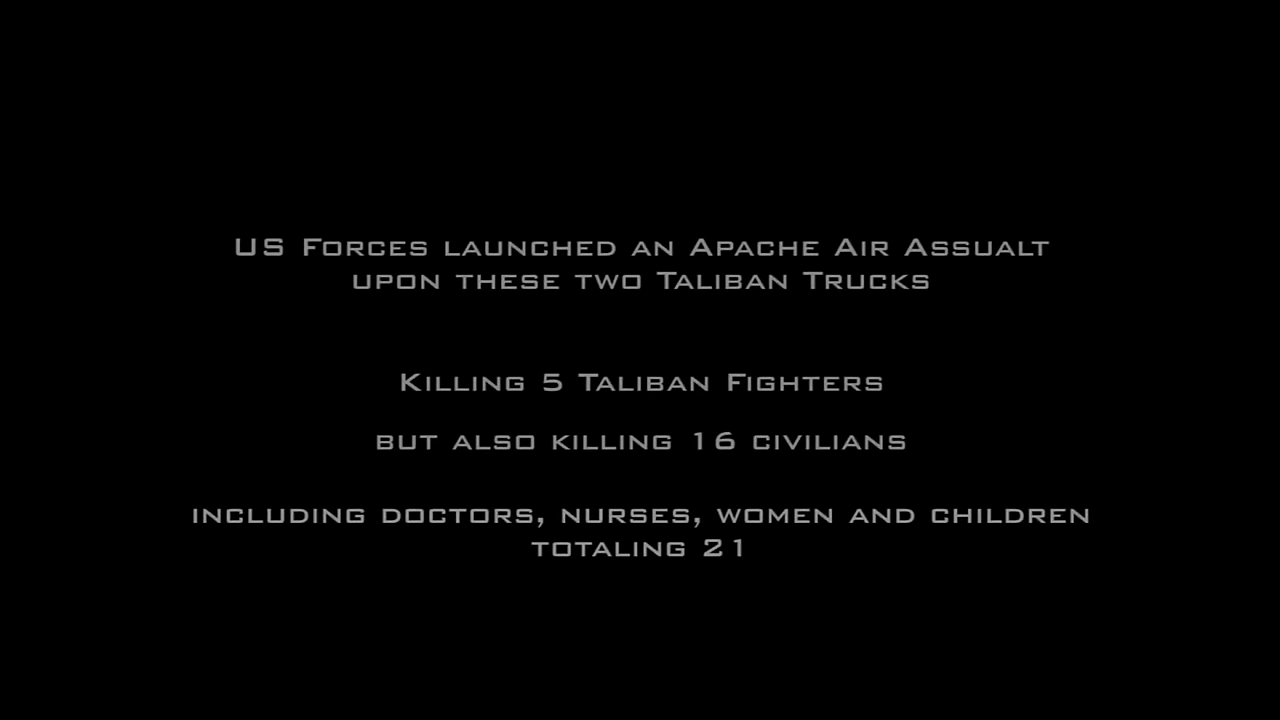 US Forces launched an Apache Air Assualt
upon these two Taliban Trucks
Killing 5 Taliban Fighters
but also killing 16 civilians
including doctors, nurses, women and children
totaling 21